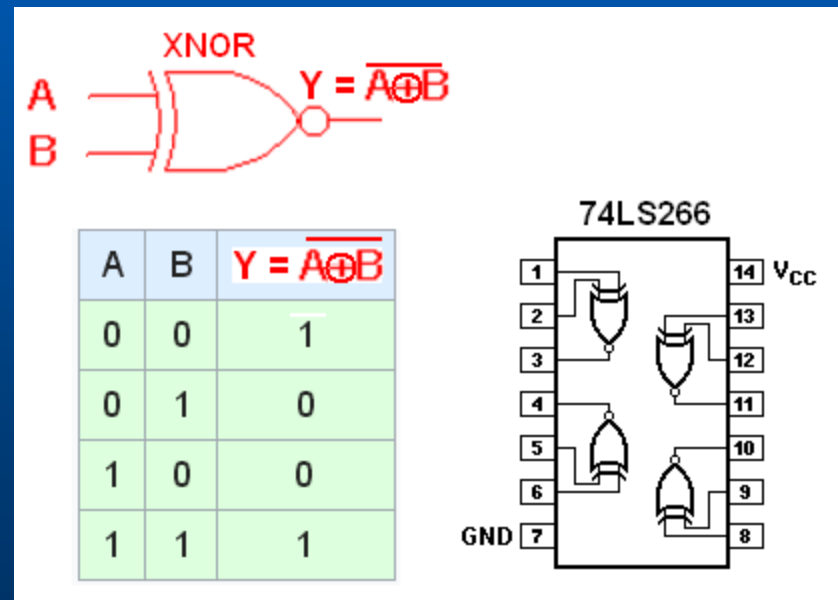 XNOR
A
B
Y = A⊕B
A B Y = A⊕B
0 0 1
0 1 0
1 0 0
1 1 1
74LS266
1 14 VCC
2 13
3 12
4 11
5 10
6 9
GND 7 8